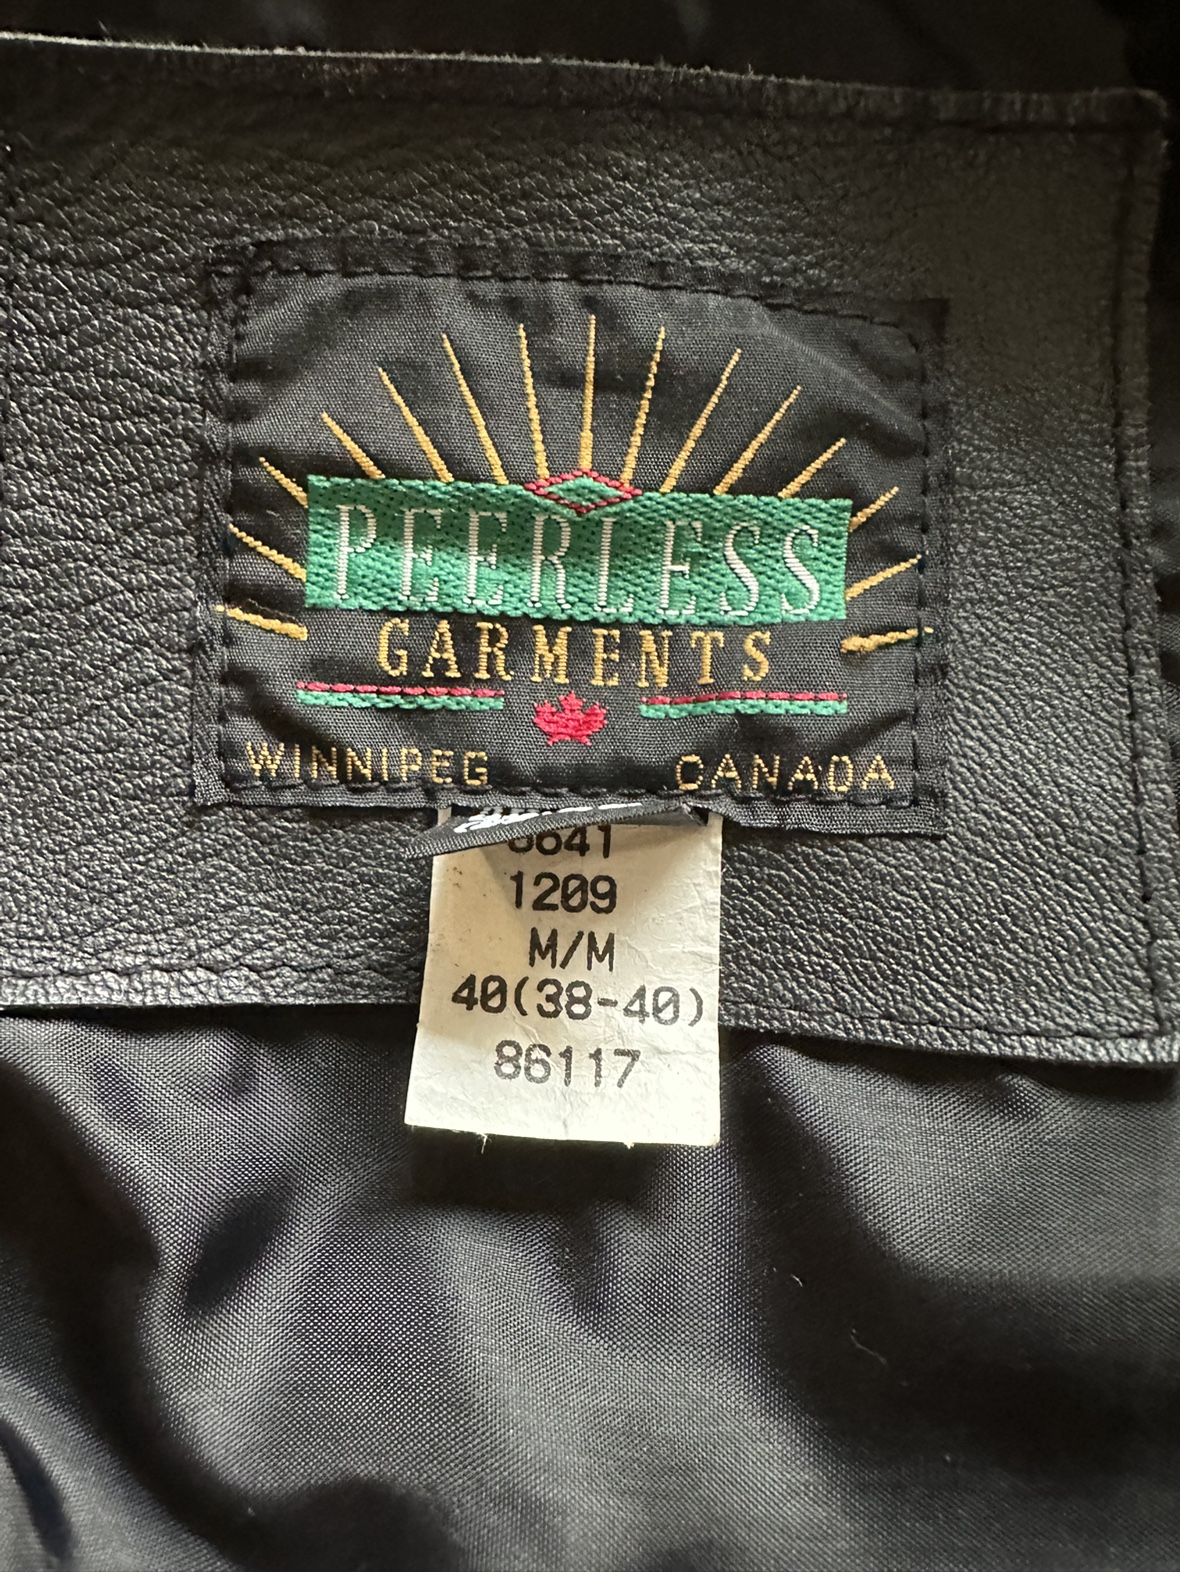 PEERLESS
GARMENTS
WINNIPEG CANADA
1209
M/M
40(38-40)
86117